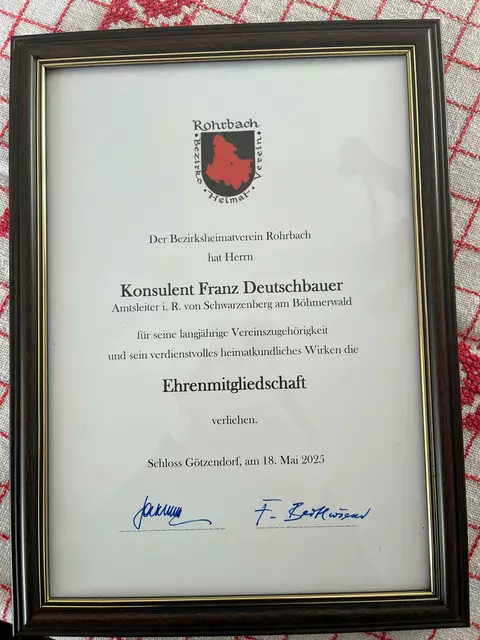 Rohrbach
Bezirks • Heimat • Verein
Der Bezirksheimatverein Rohrbach
hat Herrn
Konsulent Franz Deutschbauer
Amtsleiter i. R. von Schwarzenberg am Böhmerwald
für seine langjährige Vereinszugehörigkeit
und sein verdienstvolles heimatkundliches Wirken die
Ehrenmitgliedschaft
verliehen.
Schloss Götzendorf, am 18. Mai 2025
F.